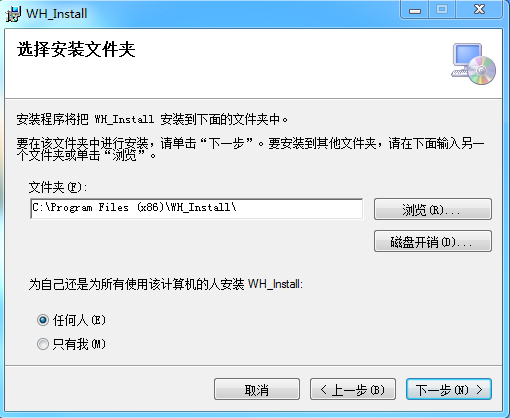 WH_Install
选择安装文件夹
安装程序将把 WH_Install 安装到下面的文件夹中。
要在该文件夹中进行安装，请单击“下一步”。要安装到其他文件夹，请在下面输入另一
个文件夹或单击“浏览”。
文件夹(F):
C:\Program Files (x86)\WH_Install\
浏览(R)...
磁盘开销(D)...
为自己还是为所有使用该计算机的人安装 WH_Install:
任何人(E)
只有我(M)
取消
< 上一步(B)
下一步(N) >